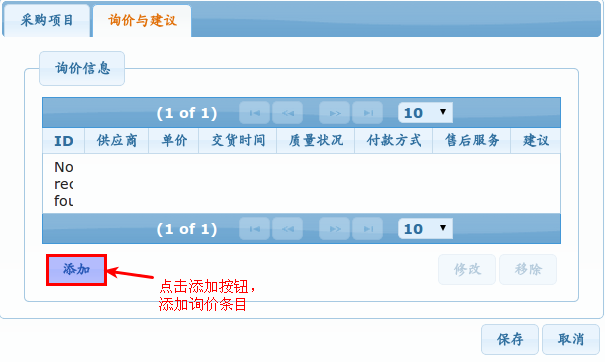 采购项目 询价与建议
询价信息
(1 of 1) 10
ID 供应商 单价 交货时间 质量状况 付款方式 售后服务 建议
No
rec
fou
(1 of 1) 10
添加 修改 移除
点击添加按钮，
添加询价条目
保存 取消